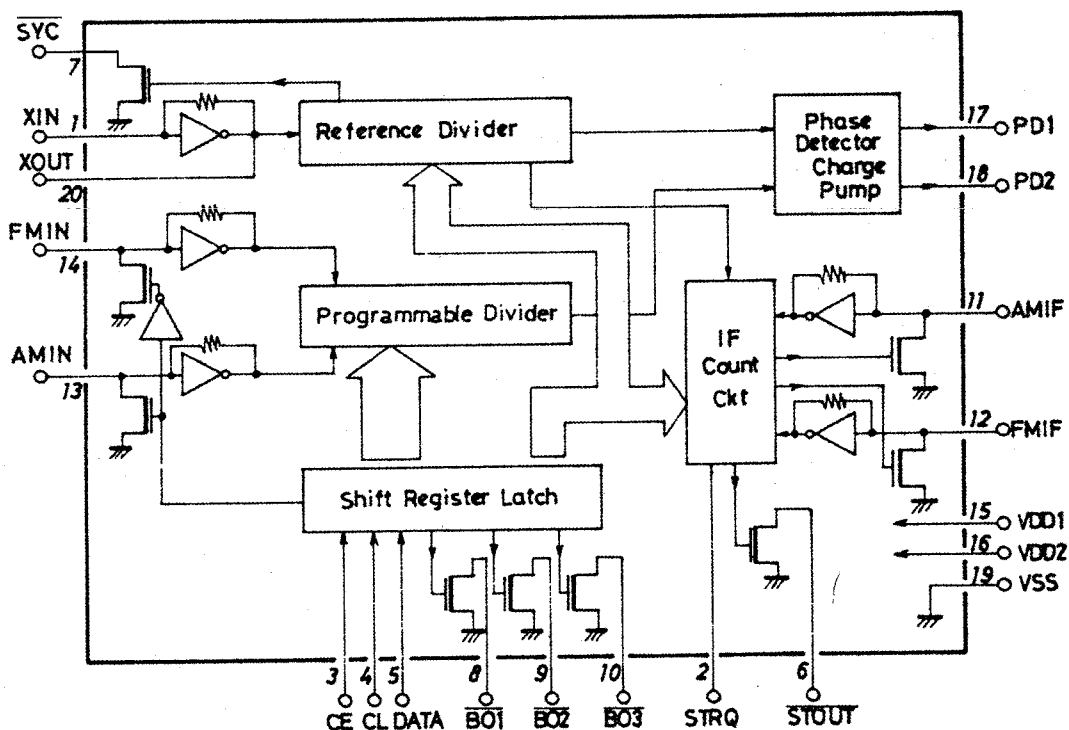 SYC
7
XIN
1
XOUT
20
FMIN
14
AMIN
13
Reference Divider
Phase
Detector
Charge
Pump
17
PD1
18
PD2
Programmable Divider
IF
Count
Ckt
11
AMIF
12
FMIF
Shift Register Latch
15
VDD1
16
VDD2
19
VSS
3
4
5
8
9
10
2
6
CE
CL
DATA
BO1
BO2
BO3
STRQ
STOUT